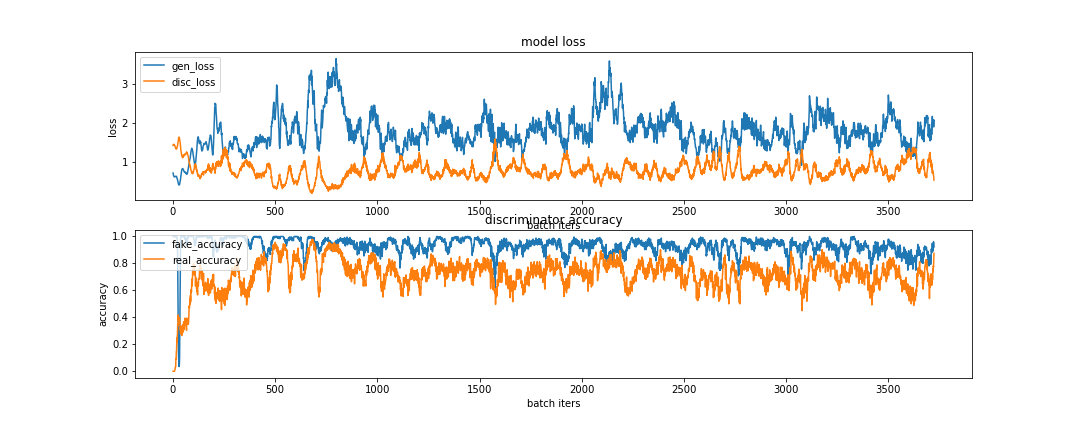 model loss
gen_loss
disc_loss
loss
3
2
1
0 500 1000 1500 2000 2500 3000 3500
batch iters
discriminator accuracy
fake_accuracy
real_accuracy
accuracy
1.0
0.8
0.6
0.4
0.2
0.0
0 500 1000 1500 2000 2500 3000 3500
batch iters